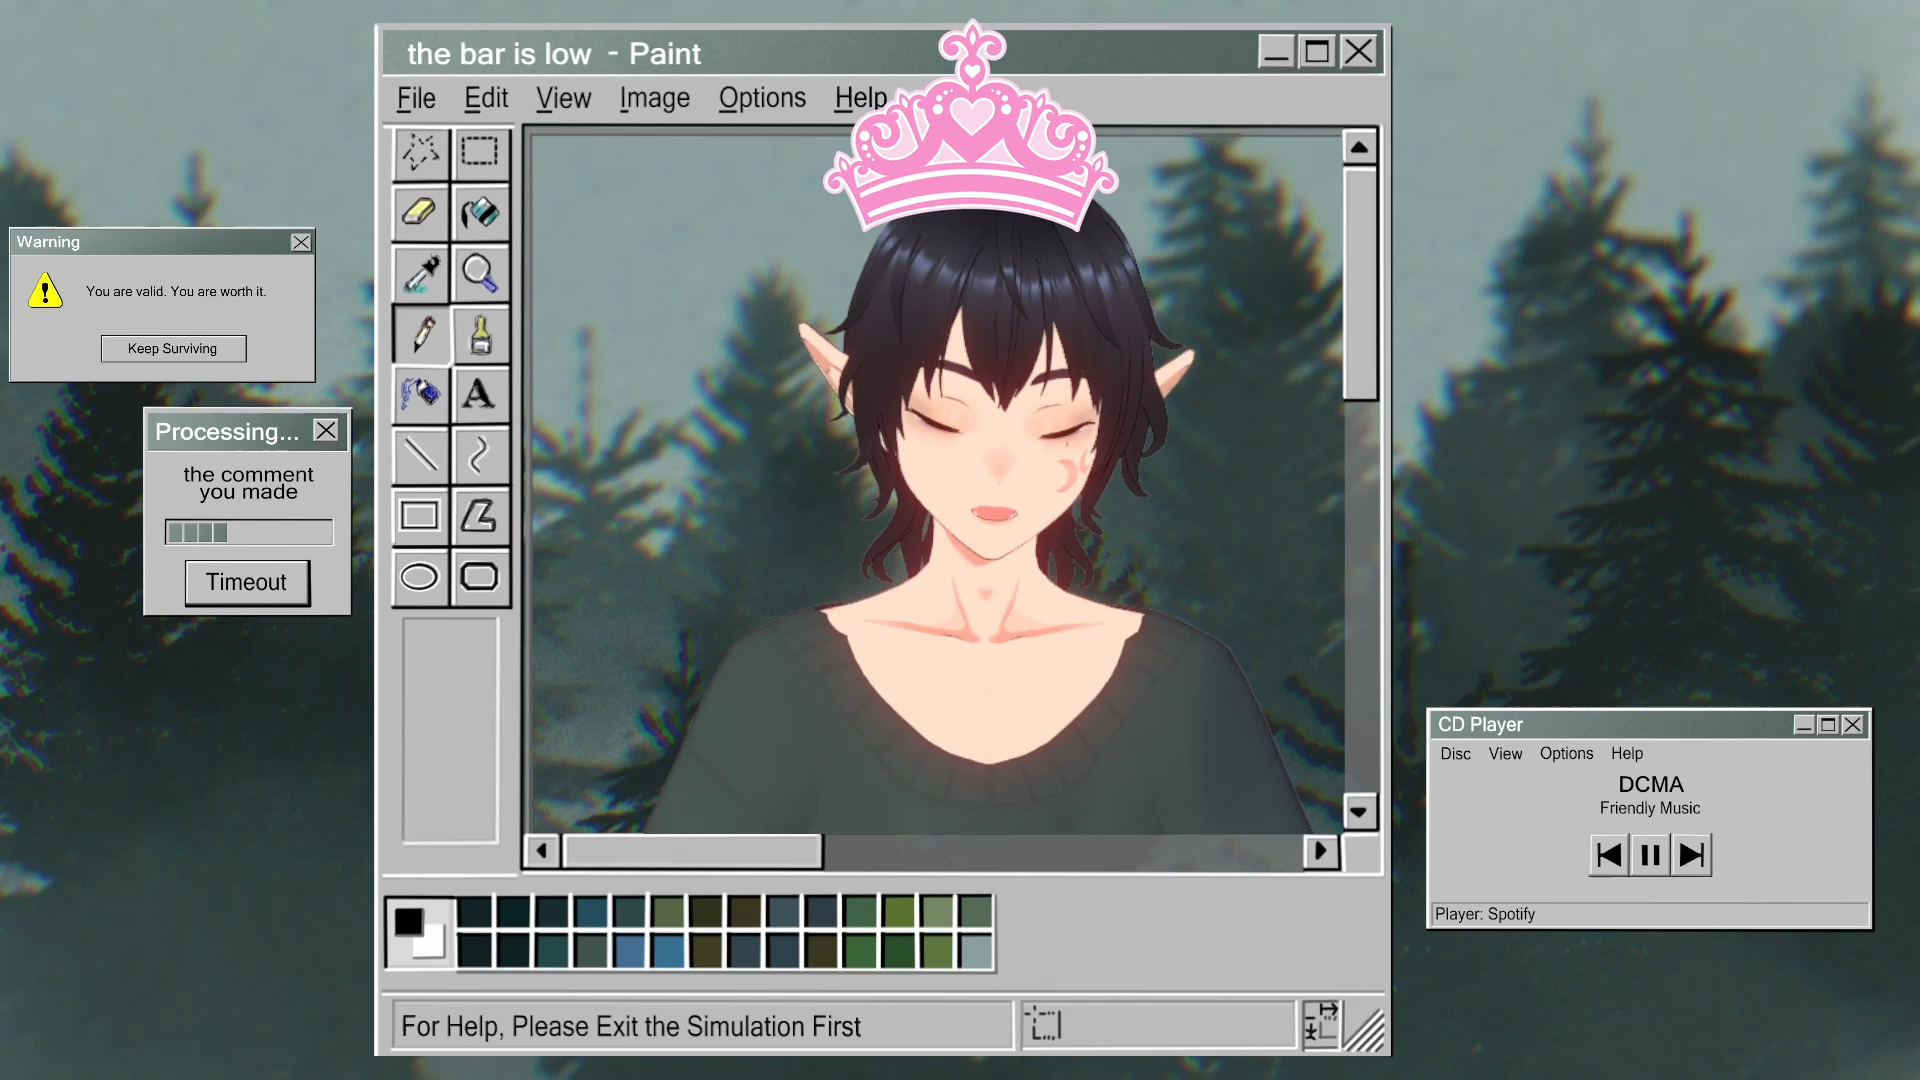 the bar is low - Paint
File Edit View Image Options Help
Warning
You are valid. You are worth it.
Keep Surviving
Processing...
the comment
you made
Timeout
A
CD Player
Disc View Options Help
DCMA
Friendly Music
Player: Spotify
For Help, Please Exit the Simulation First